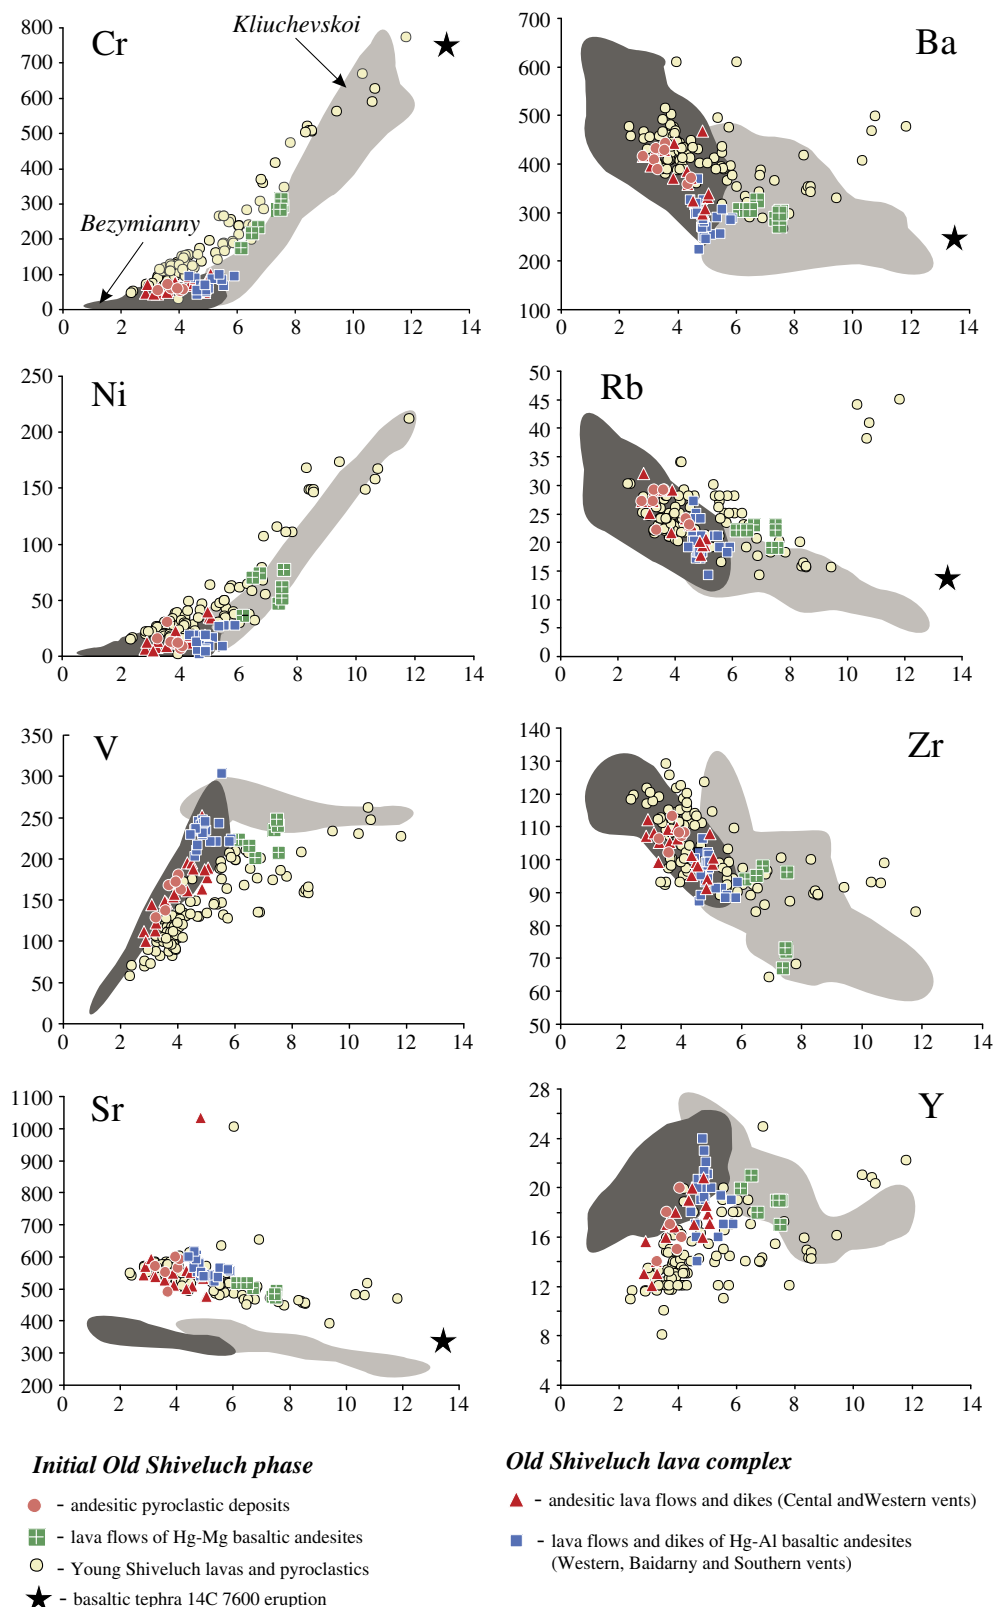 Cr
Kliuchevskoi
Bezymianny
800
700
600
500
400
300
200
100
0
0 2 4 6 8 10 12 14
Ba
700
600
500
400
300
200
100
0 2 4 6 8 10 12 14
Ni
250
200
150
100
50
0
0 2 4 6 8 10 12 14
Rb
50
45
40
35
30
25
20
15
10
5
0
0 2 4 6 8 10 12 14
V
350
300
250
200
150
100
50
0
0 2 4 6 8 10 12 14
Zr
140
130
120
110
100
90
80
70
60
50
0 2 4 6 8 10 12 14
Sr
1100
1000
900
800
700
600
500
400
300
200
0 2 4 6 8 10 12 14
Y
28
24
20
16
12
8
4
0 2 4 6 8 10 12 14
Initial Old Shiveluch phase
- andesitic pyroclastic deposits
- lava flows of Hg-Mg basaltic andesites
- Young Shiveluch lavas and pyroclastics
- basaltic tephra 14C 7600 eruption
Old Shiveluch lava complex
- andesitic lava flows and dikes (Cental andWestern vents)
- lava flows and dikes of Hg-Al basaltic andesites
(Western, Baidarny and Southern vents)